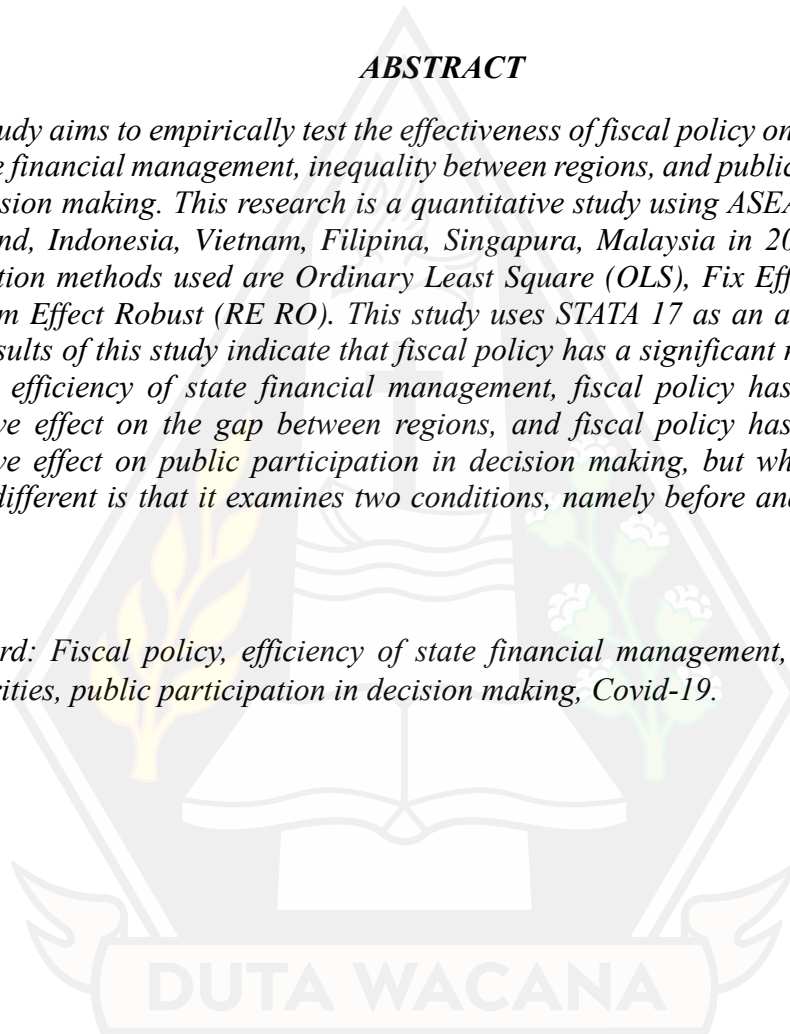 ABSTRACT
udy aims to empirically test the effectiveness of fiscal policy on
e financial management, inequality between regions, and public
ision making. This research is a quantitative study using ASEA
nd, Indonesia, Vietnam, Filipina, Singapura, Malaysia in 20
tion methods used are Ordinary Least Square (OLS), Fix Eff
m Effect Robust (RE RO). This study uses STATA 17 as an a
sults of this study indicate that fiscal policy has a significant
efficiency of state financial management, fiscal policy has
ve effect on the gap between regions, and fiscal policy has
ve effect on public participation in decision making, but wh
different is that it examines two conditions, namely before and
rd: Fiscal policy, efficiency of state financial management,
rities, public participation in decision making, Covid-19.
DUTA WACANA